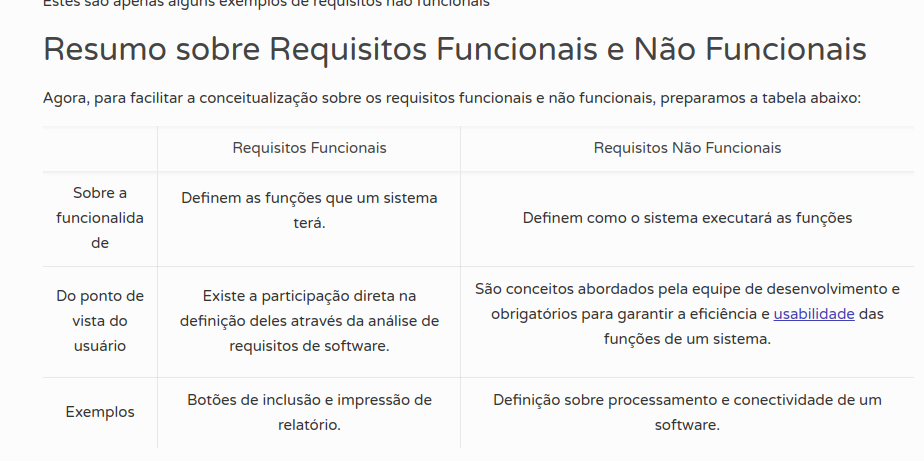 Estes são apenas alguns exemplos de requisitos não funcionais
Resumo sobre Requisitos Funcionais e Não Funcionais
Agora, para facilitar a conceitualização sobre os requisitos funcionais e não funcionais, preparamos a tabela abaixo:
Requisitos Funcionais
Requisitos Não Funcionais
Sobre a
funcionalida
de
Definem as funções que um sistema
terá.
Definem como o sistema executará as funções
Do ponto de
vista do
usuário
Existe a participação direta na
definição deles através da análise de
requisitos de software.
São conceitos abordados pela equipe de desenvolvimento e
obrigatórios para garantir a eficiência e usabilidade das
funções de um sistema.
Exemplos
Botões de inclusão e impressão de
relatório.
Definição sobre processamento e conectividade de um
software.